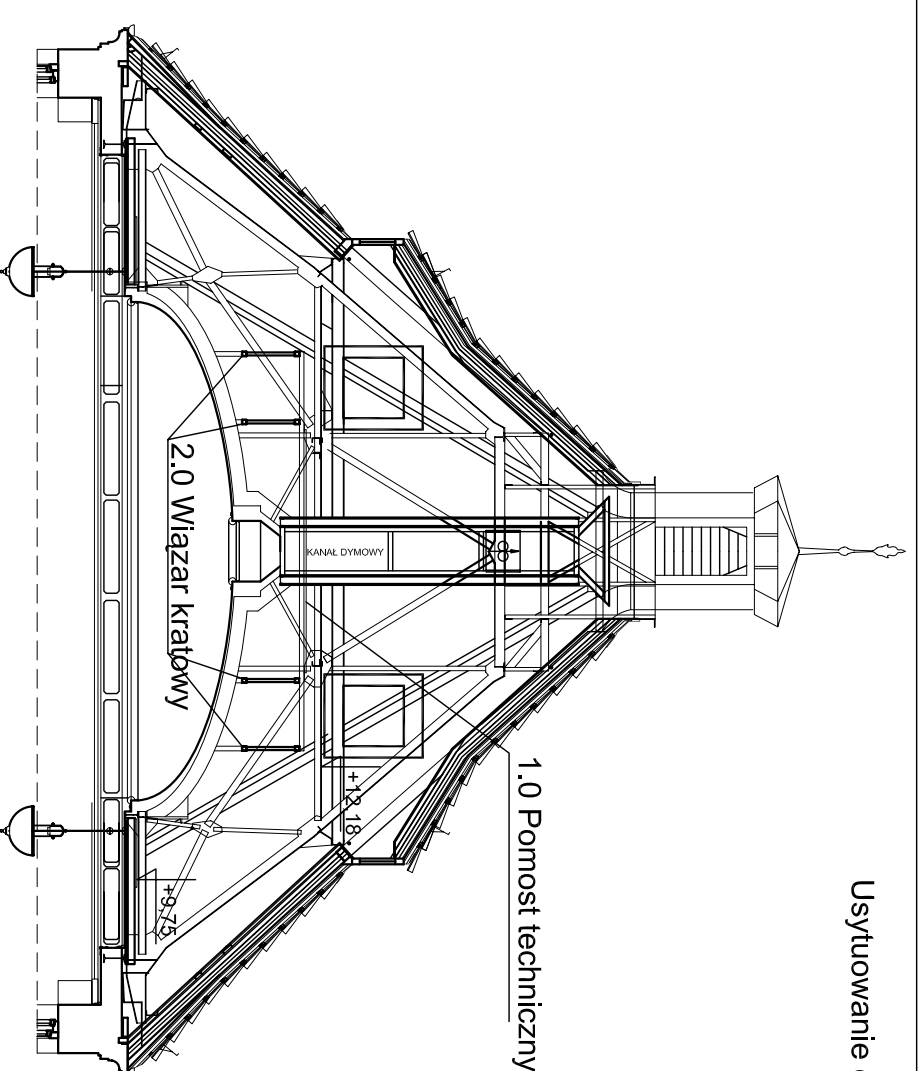 Usytuowanie
1.0 Pomost techniczny
+12,18
KANAŁ DYMOWY
2.0 Wiązar kratowy
+9,75